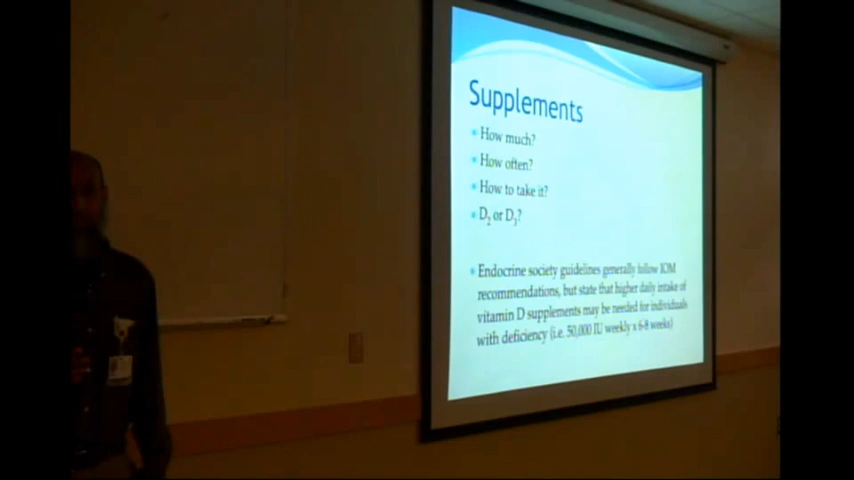 Supplements
How much?
How often?
How to take it?
D₂ or D₃?
Endocrine society guidelines generally follow IOM
recommendations, but state that higher daily intake of
vitamin D supplements may be needed for individuals
with deficiency (i.e. 50,000 IU weekly x 6-8 weeks)